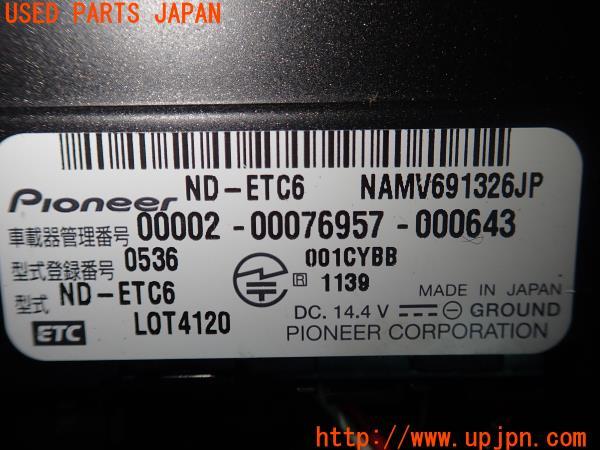 USED PARTS JAPAN
ND-ETC6 NAMV691326JP
Pioneer
車載器管理番号 00002-00076957-000643
型式登録番号 0536
001CYBB
R 1139
型式 ND-ETC6
MADE IN JAPAN
DC. 14.4 V GROUND
ETC LOT4120
PIONEER CORPORATION
http://www.upjpn.com/